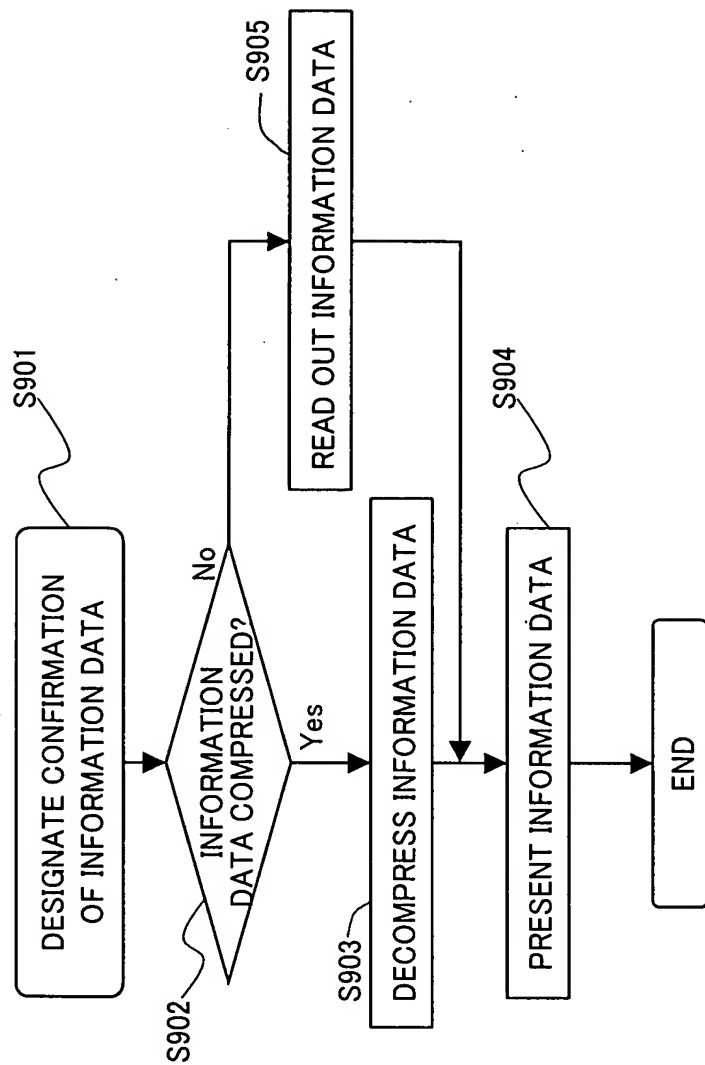 S901
DESIGNATE CONFIRMATION
OF INFORMATION DATA
S902
INFORMATION
DATA COMPRESSED?
No
Yes
S905
READ OUT INFORMATION DATA
S903
DECOMPRESS INFORMATION DATA
S904
PRESENT INFORMATION DATA
END